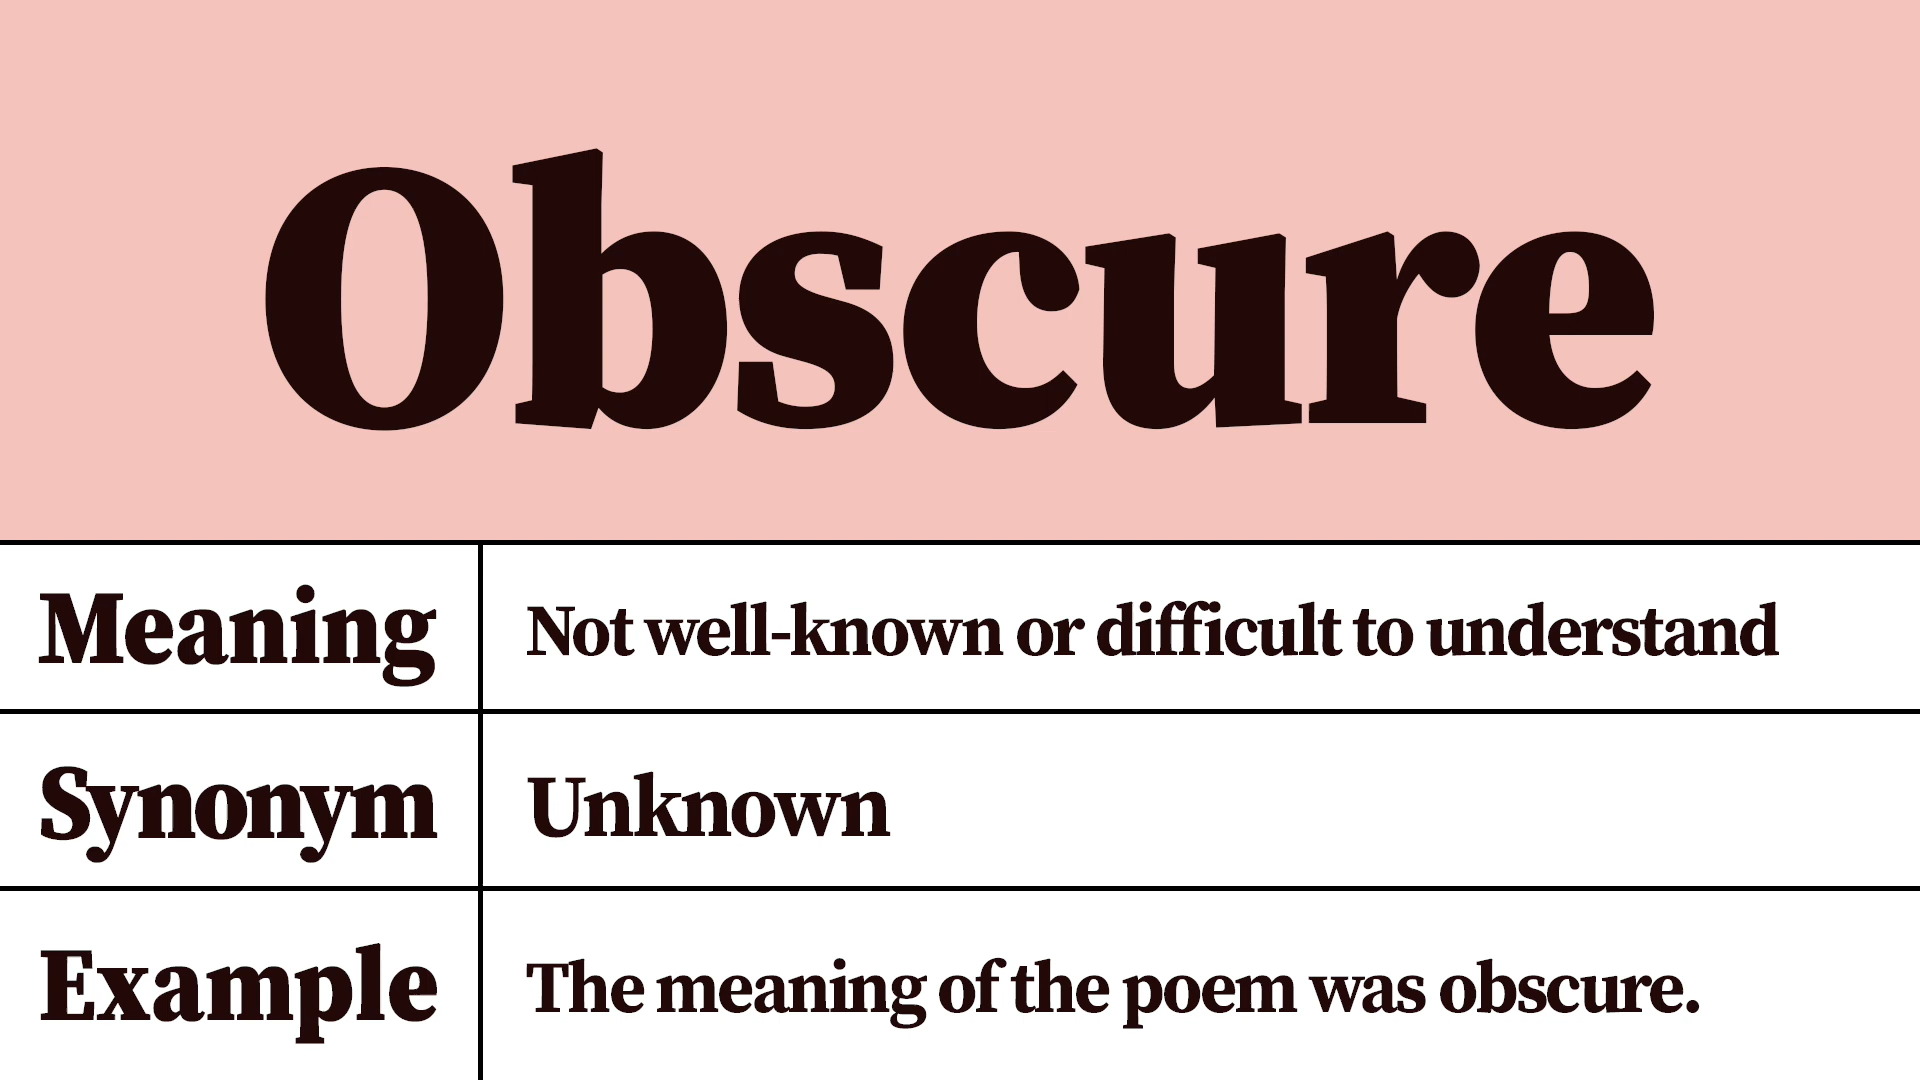 Obscure
Meaning
Not well-known or difficult to understand
Synonym
Unknown
Example
The meaning of the poem was obscure.